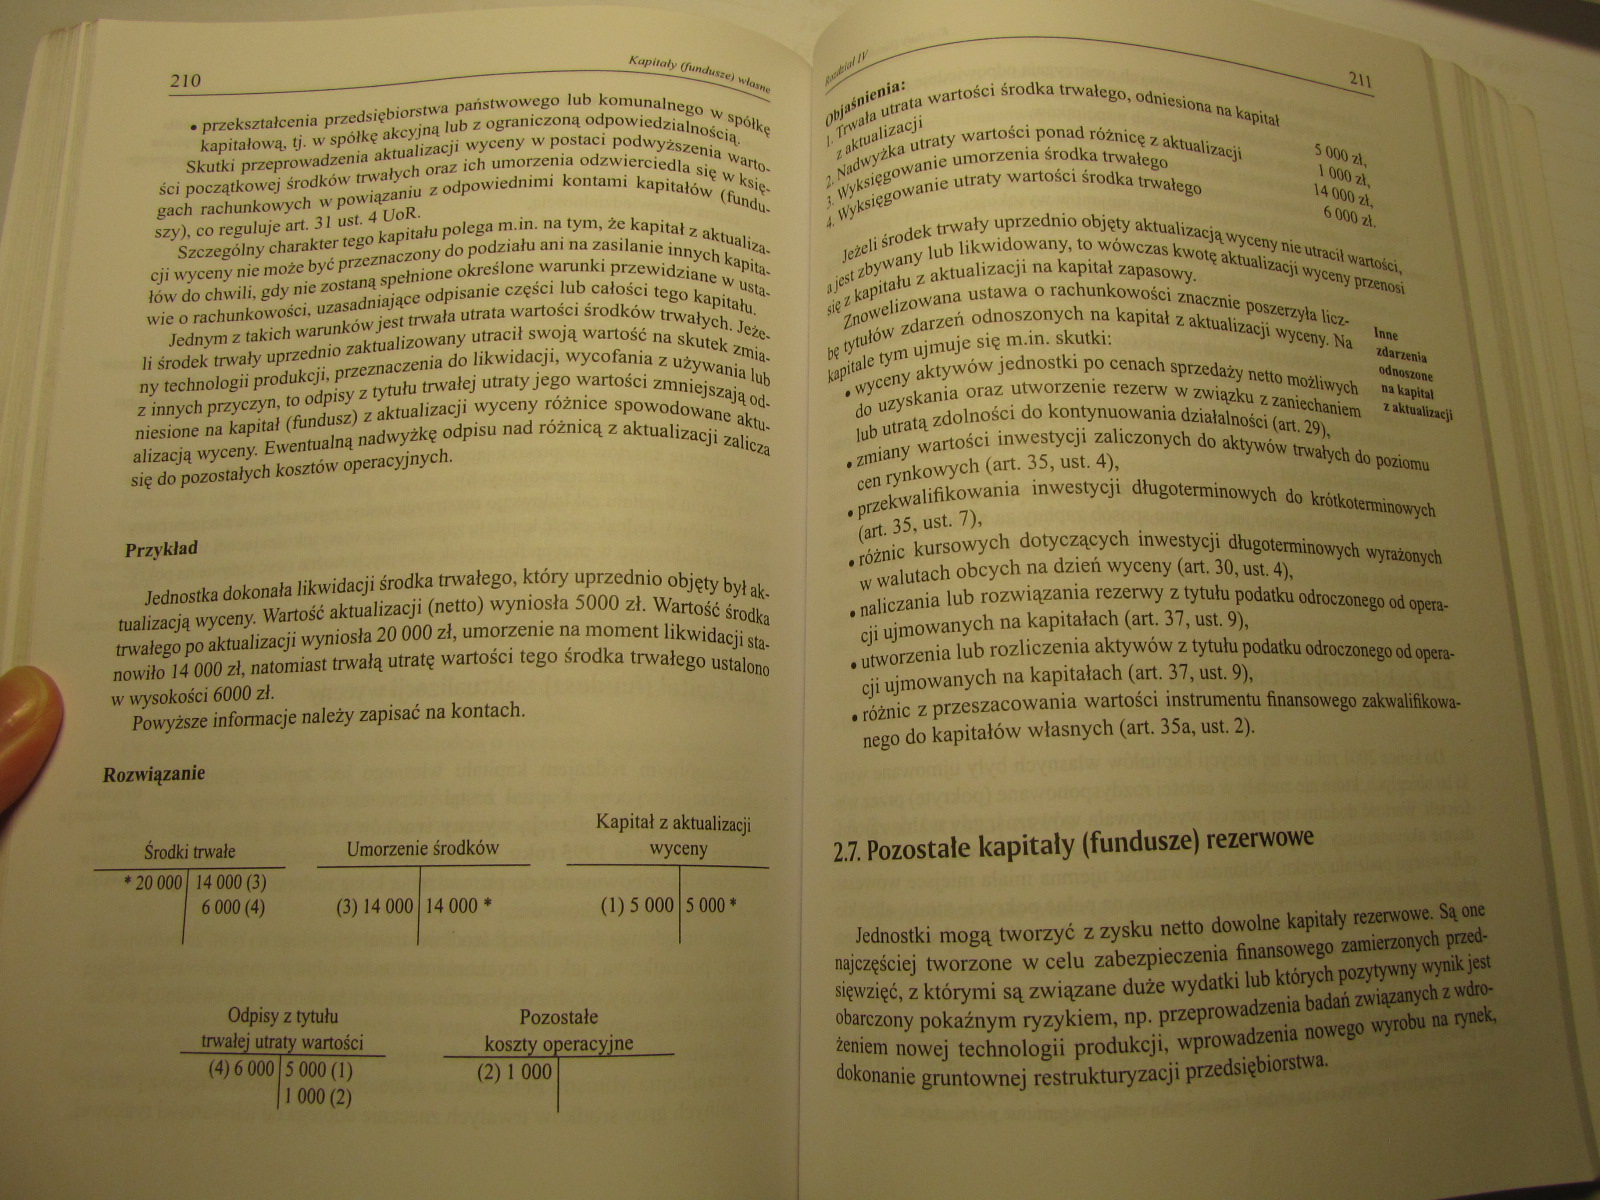 210
Kapitały (fundusze) własne
• przekształcenia przedsiębiorstwa państwowego lub komunalnego w spółkę
kapitałową, tj. w spółkę akcyjną lub z ograniczoną odpowiedzialnością.
Skutki przeprowadzenia aktualizacji wyceny w postaci podwyższenia warto-
ści początkowej środków trwałych oraz ich umorzenia odzwierciedla się w księ-
gach rachunkowych w powiązaniu z odpowiednimi kontami kapitałów (fundu-
szy), co reguluje art. 31 ust. 4 UoR.
Szczególny charakter tego kapitału polega m.in. na tym, że kapitał z aktualiza-
cji wyceny nie może być przeznaczony do podziału ani na zasilanie innych kapita-
łów do chwili, gdy nie zostaną spełnione określone warunki przewidziane w usta-
wie o rachunkowości, uzasadniające odpisanie części lub całości tego kapitału.
Jednym z takich warunków jest trwała utrata wartości środków trwałych. Jeże-
li środek trwały uprzednio zaktualizowany utracił swoją wartość na skutek zmia-
ny technologii produkcji, przeznaczenia do likwidacji, wycofania z używania lub
z innych przyczyn, to odpisy z tytułu trwałej utraty jego wartości zmniejszają od-
niesione na kapitał (fundusz) z aktualizacji wyceny różnice spowodowane aktu-
alizacją wyceny. Ewentualną nadwyżkę odpisu nad różnicą z aktualizacji zalicza
się do pozostałych kosztów operacyjnych.
Przykład
Jednostka dokonała likwidacji środka trwałego, który uprzednio objęty był ak-
tualizacją wyceny. Wartość aktualizacji (netto) wyniosła 5000 zł. Wartość środka
trwałego po aktualizacji wyniosła 20 000 zł, umorzenie na moment likwidacji sta-
nowiło 14 000 zł, natomiast trwałą utratę wartości tego środka trwałego ustalono
w wysokości 6000 zł.
Powyższe informacje należy zapisać na kontach.
Rozwiązanie
Środki trwałe
* 20 000 14 000 (3)
6 000 (4)
Umorzenie środków
(3) 14 000 14 000 *
Kapitał z aktualizacji
wyceny
(1) 5 000 5 000 *
Odpisy z tytułu
trwałej utraty wartości
(4) 6 000 5 000 (1)
1 000 (2)
Pozostałe
koszty operacyjne
(2) 1 000
Rozdział IV
211
Objaśnienia:
1. Trwała utrata wartości środka trwałego, odniesiona na kapitał
z aktualizacji 5 000 zł,
2. Nadwyżka utraty wartości ponad różnicę z aktualizacji 1 000 zł,
3. Wyksięgowanie umorzenia środka trwałego 14 000 zł,
4. Wyksięgowanie utraty wartości środka trwałego 6 000 zł.
Jeżeli środek trwały uprzednio objęty aktualizacją wyceny nie utracił wartości,
a jest zbywany lub likwidowany, to wówczas kwotę aktualizacji wyceny przenosi
się z kapitału z aktualizacji na kapitał zapasowy.
Znowelizowana ustawa o rachunkowości znacznie poszerzyła licz-
bę tytułów zdarzeń odnoszonych na kapitał z aktualizacji wyceny. Na
kapitale tym ujmuje się m.in. skutki:
Inne
zdarzenia
odnoszone
na kapitał
z aktualizacji
• wyceny aktywów jednostki po cenach sprzedaży netto możliwych
do uzyskania oraz utworzenie rezerw w związku z zaniechaniem
lub utratą zdolności do kontynuowania działalności (art. 29),
• zmiany wartości inwestycji zaliczonych do aktywów trwałych do poziomu
cen rynkowych (art. 35, ust. 4),
• przekwalifikowania inwestycji długoterminowych do krótkoterminowych
(art. 35, ust. 7),
• różnic kursowych dotyczących inwestycji długoterminowych wyrażonych
w walutach obcych na dzień wyceny (art. 30, ust. 4),
• naliczania lub rozwiązania rezerwy z tytułu podatku odroczonego od opera-
cji ujmowanych na kapitałach (art. 37, ust. 9),
• utworzenia lub rozliczenia aktywów z tytułu podatku odroczonego od opera-
cji ujmowanych na kapitałach (art. 37, ust. 9),
• różnic z przeszacowania wartości instrumentu finansowego zakwalifikowa-
nego do kapitałów własnych (art. 35a, ust. 2).
2.7. Pozostałe kapitały (fundusze) rezerwowe
Jednostki mogą tworzyć z zysku netto dowolne kapitały rezerwowe. Są one
najczęściej tworzone w celu zabezpieczenia finansowego zamierzonych przed-
sięwzięć, z którymi są związane duże wydatki lub których pozytywny wynik jest
obarczony pokaźnym ryzykiem, np. przeprowadzenia badań związanych z wdro-
żeniem nowej technologii produkcji, wprowadzenia nowego wyrobu na rynek,
dokonanie gruntownej restrukturyzacji przedsiębiorstwa.